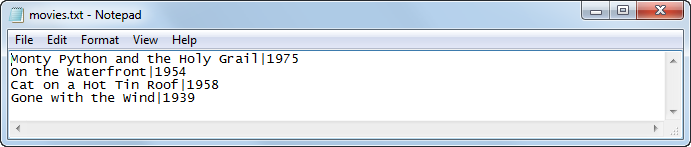 movies.txt - Notepad
File Edit Format View Help
Monty Python and the Holy Grail|1975
On the Waterfront|1954
Cat on a Hot Tin Roof|1958
Gone with the Wind|1939